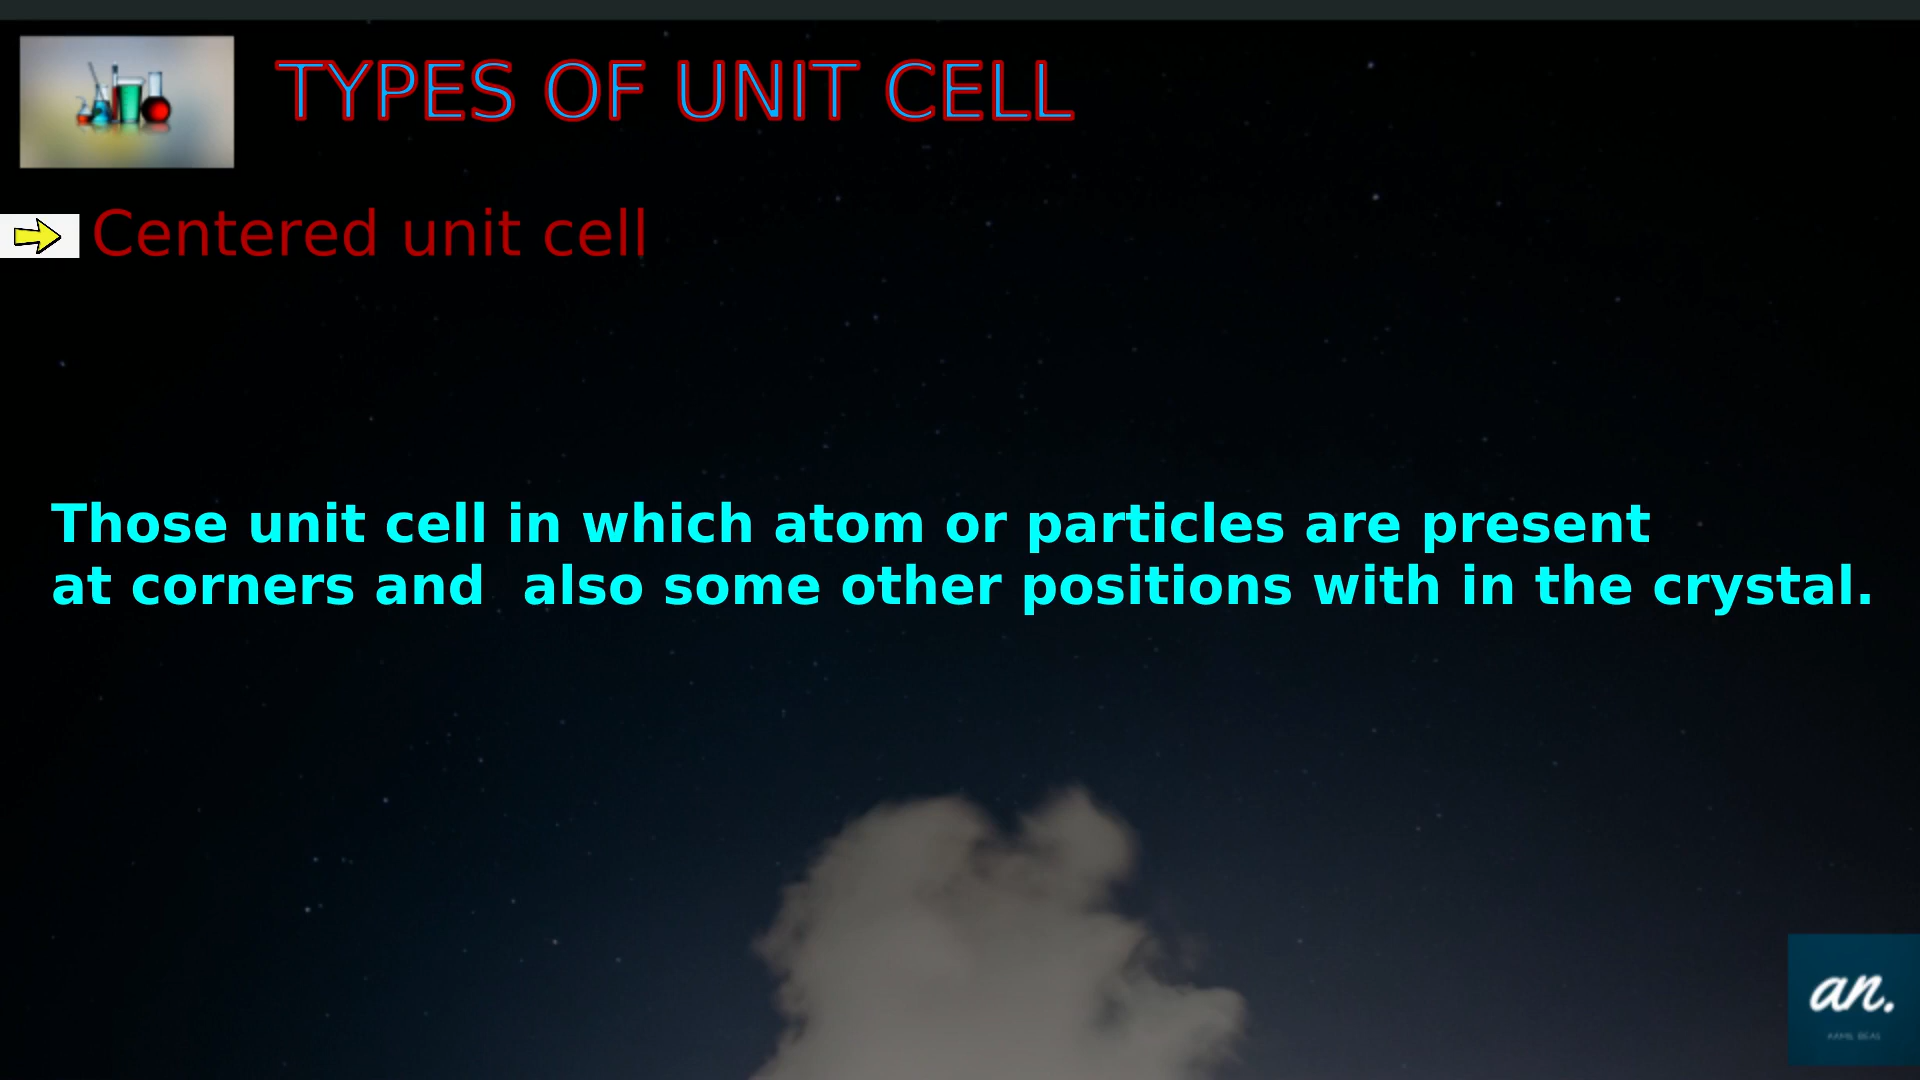 TYPES OF UNIT CELL
Centered unit cell
Those unit cell in which atom or particles are present
at corners and  also some other positions with in the crystal.
an.